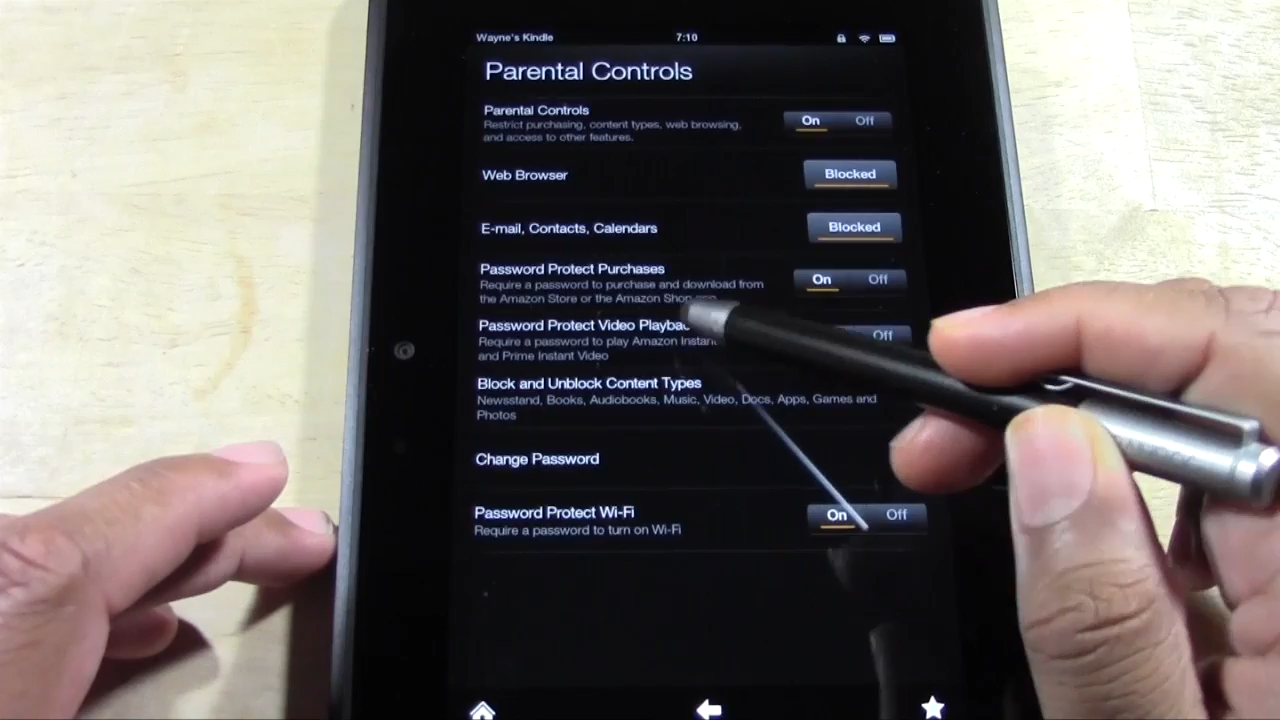 Wayne's Kindle 7:10
Parental Controls
Parental Controls
Restrict purchasing, content types, web browsing,
and access to other features.
On Off
Web Browser Blocked
E-mail, Contacts, Calendars Blocked
Password Protect Purchases
Require a password to purchase and download from
the Amazon Store or the Amazon Shop app.
On Off
Password Protect Video
Require a password to play Amazon Instant
and Prime Instant Video
Off
Block and Unblock Content Types
Newsstand, Books, Audiobooks, Music, Video, Docs, Apps, Games and
Photos
Change Password
Password Protect Wi-Fi
Require a password to turn on Wi-Fi
On Off